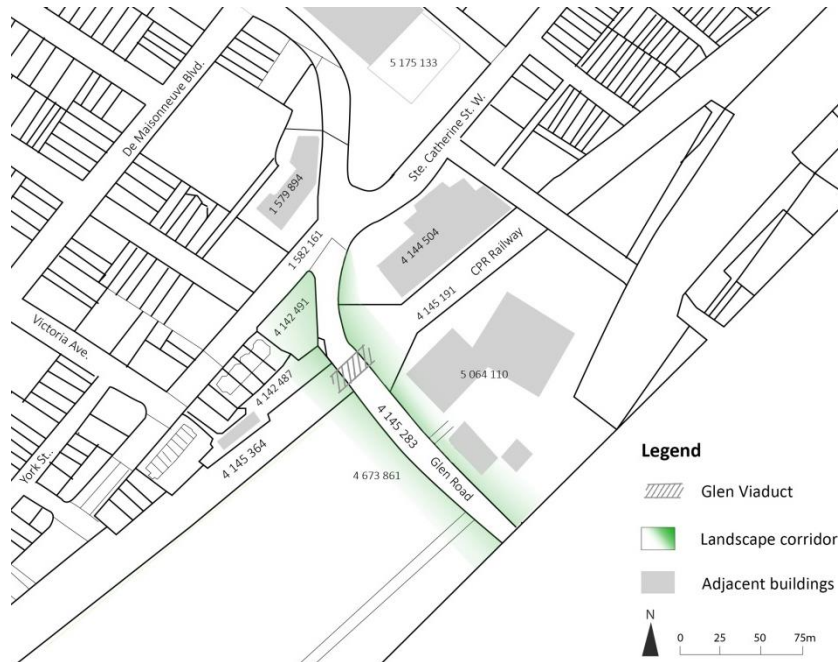 5 175 133
De Maisonneuve Blvd.
Ste. Catherine St. W.
1 579 894
1 582 161
4 144 504
CPR Railway
4 145 191
4 142 491
Victoria Ave.
4 142 487
5 064 110
4 145 283
4 145 364
Glen Road
4 673 861
York St..
Legend
Glen Viaduct
Landscape corridor
Adjacent buildings
N
0 25 50 75m